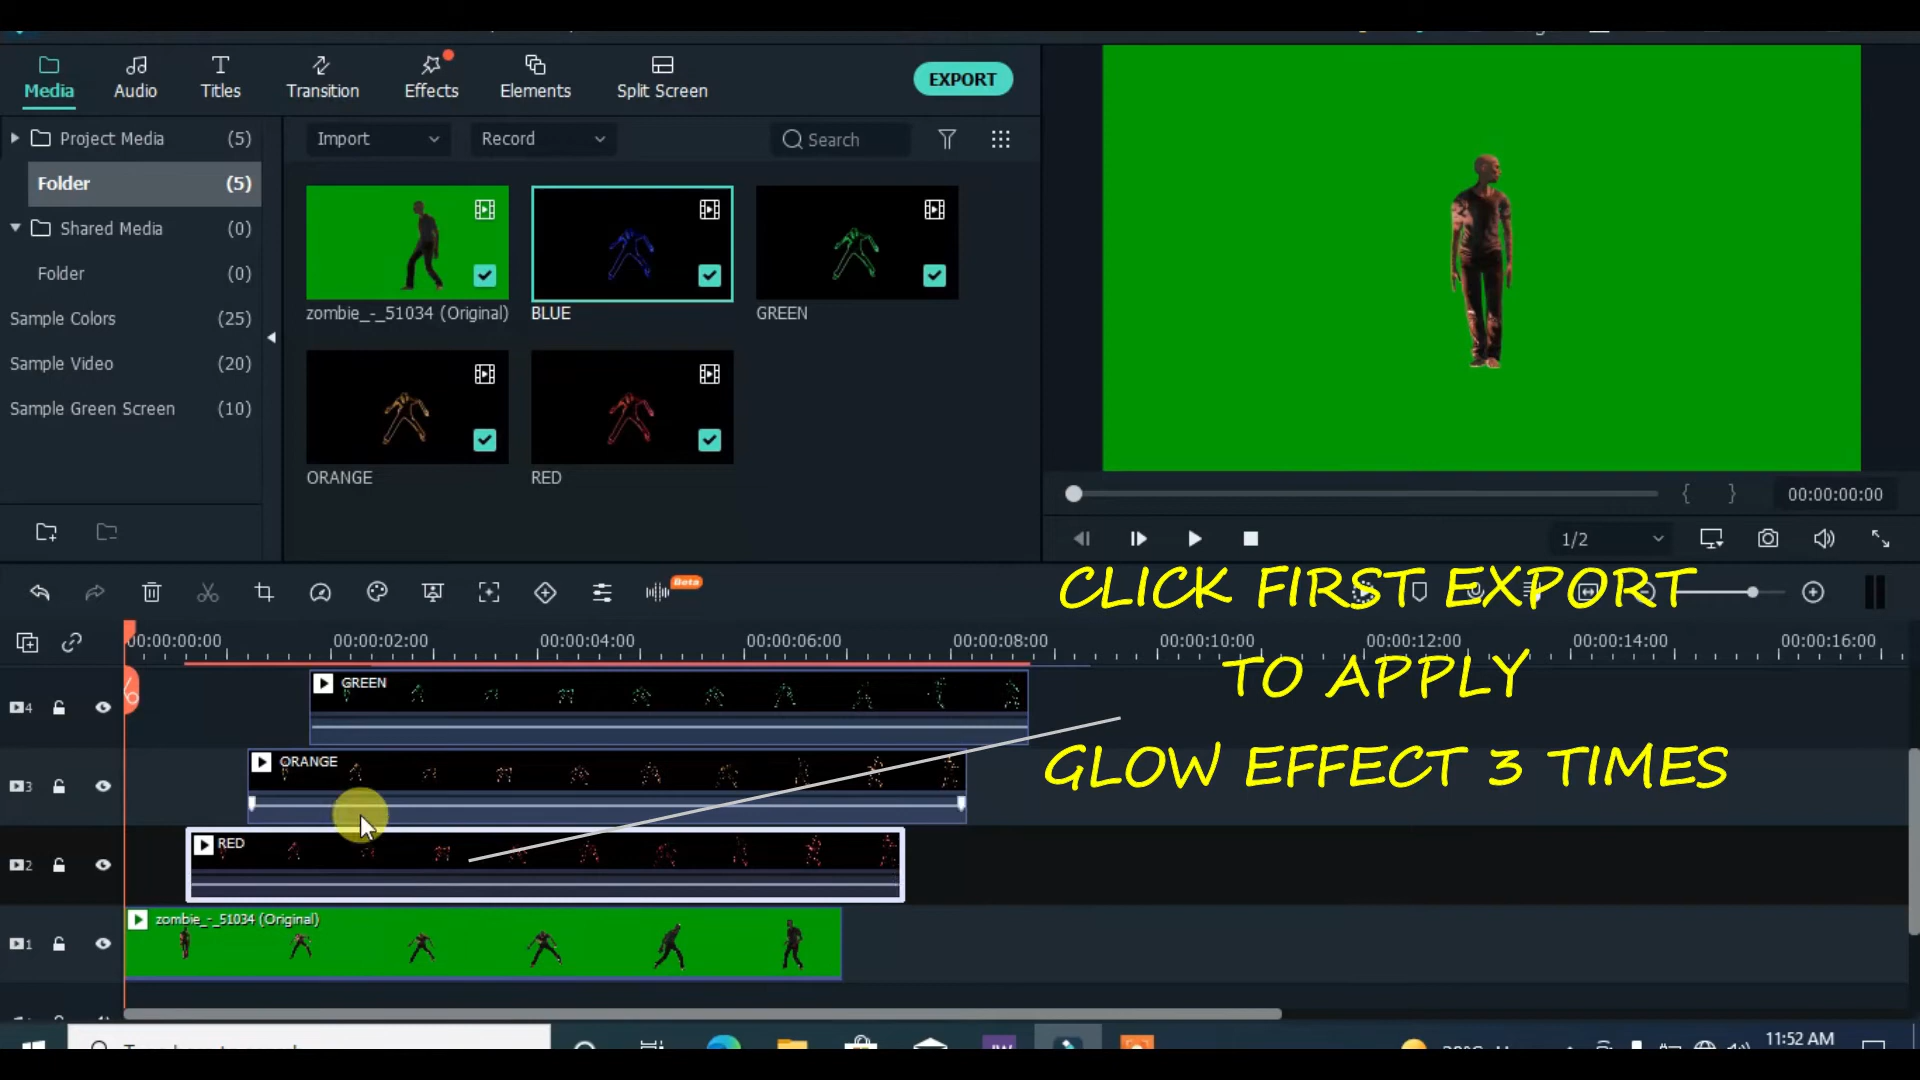 Media
Audio
Titles
Transition
Effects
Elements
Split Screen
EXPORT
Project Media (5)
Folder (5)
Shared Media (0)
Folder (0)
Sample Colors (25)
Sample Video (20)
Sample Green Screen (10)
Import
Record
Search
zombie_-_51034 (Original)
BLUE
GREEN
ORANGE
RED
00:00:00:00
1/2
Beta
CLICK FIRST EXPORT
TO APPLY
GLOW EFFECT 3 TIMES
00:00:00:00
00:00:02:00
00:00:04:00
00:00:06:00
00:00:08:00
00:00:10:00
00:00:12:00
00:00:14:00
00:00:16:00
4
GREEN
3
ORANGE
2
RED
1
zombie_-_51034 (Original)
11:52 AM